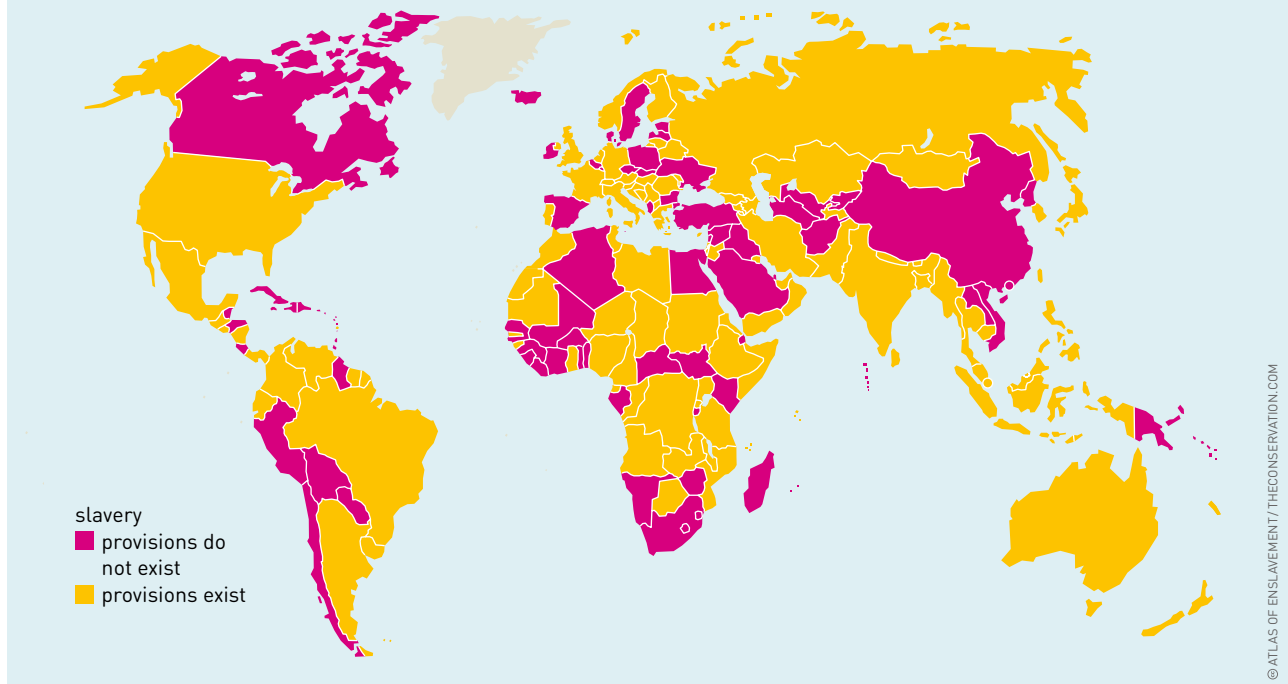 slavery
provisions do
not exist
provisions exist
© ATLAS OF ENSLAVEMENT / THECONSERVATION.COM